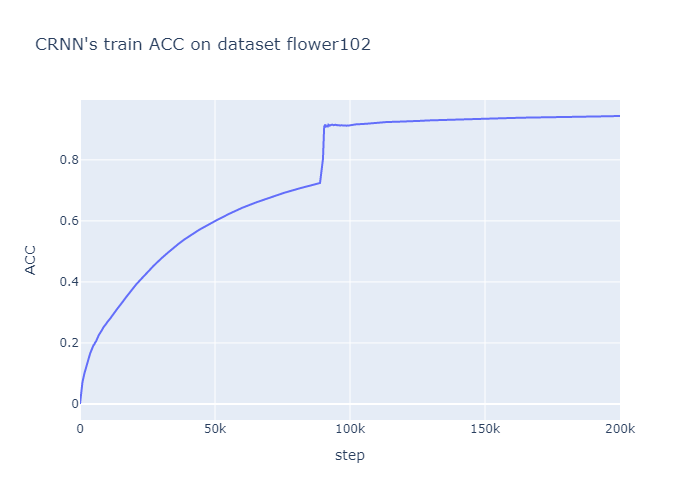 CRNN's train ACC on dataset flower102
ACC
0.8
0.6
0.4
0.2
0
0 50k 100k 150k 200k
step